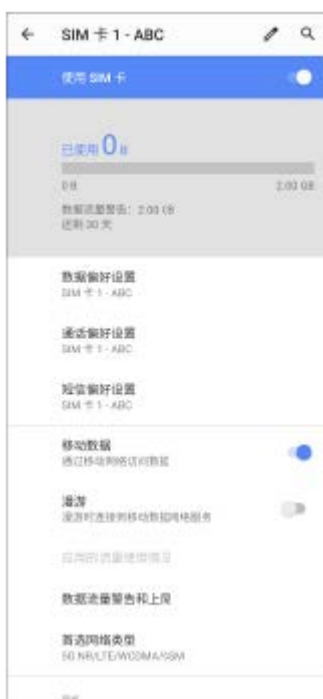 SIM 卡 1 - ABC
使用 SIM 卡
已使用 0 B
0 B
2.00 GB
数据流量警告：2.00 GB
还剩 30 天
数据偏好设置
SIM 卡 1 - ABC
通话偏好设置
SIM 卡 1 - ABC
短信偏好设置
SIM 卡 1 - ABC
移动数据
通过移动网络访问数据
漫游
漫游时连接到移动数据网络服务
应用的流量使用情况
数据流量警告和上限
首选网络类型
5G NR/LTE/WCDMA/GSM